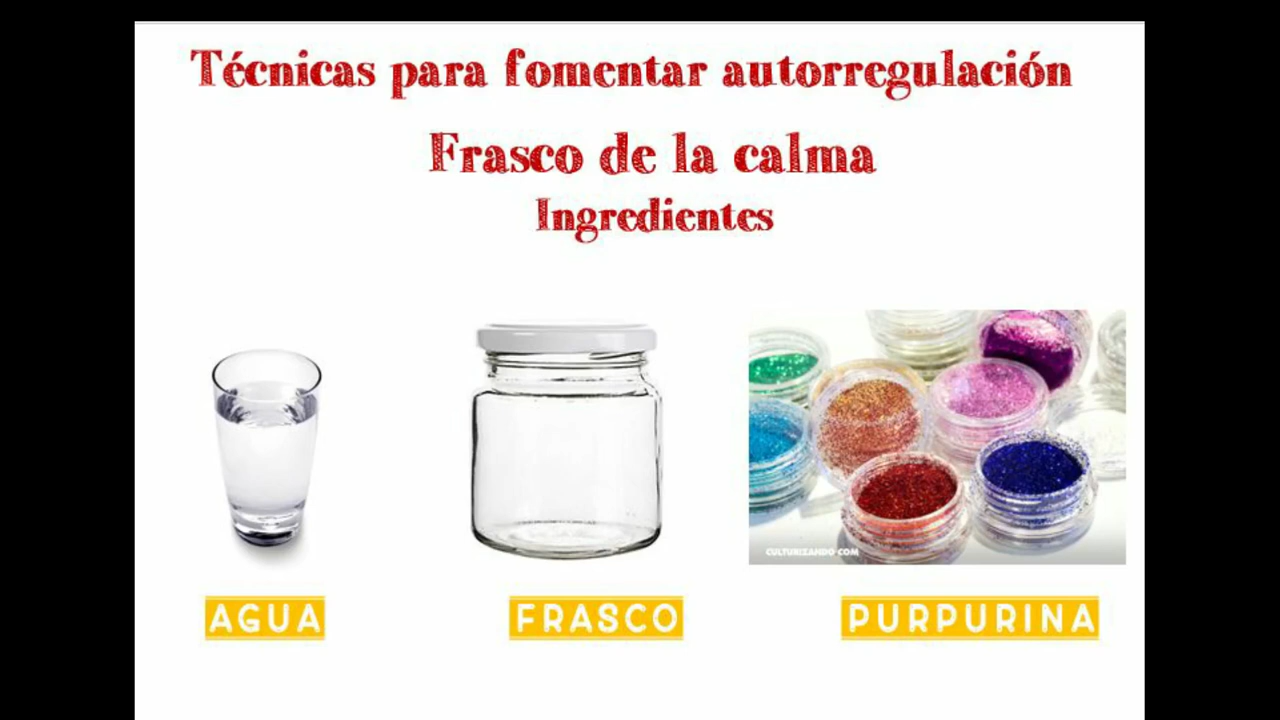 Técnicas para fomentar autorregulación
Frasco de la calma
Ingredientes
CULTURIZANDO.COM
AGUA
FRASCO
PURPURINA